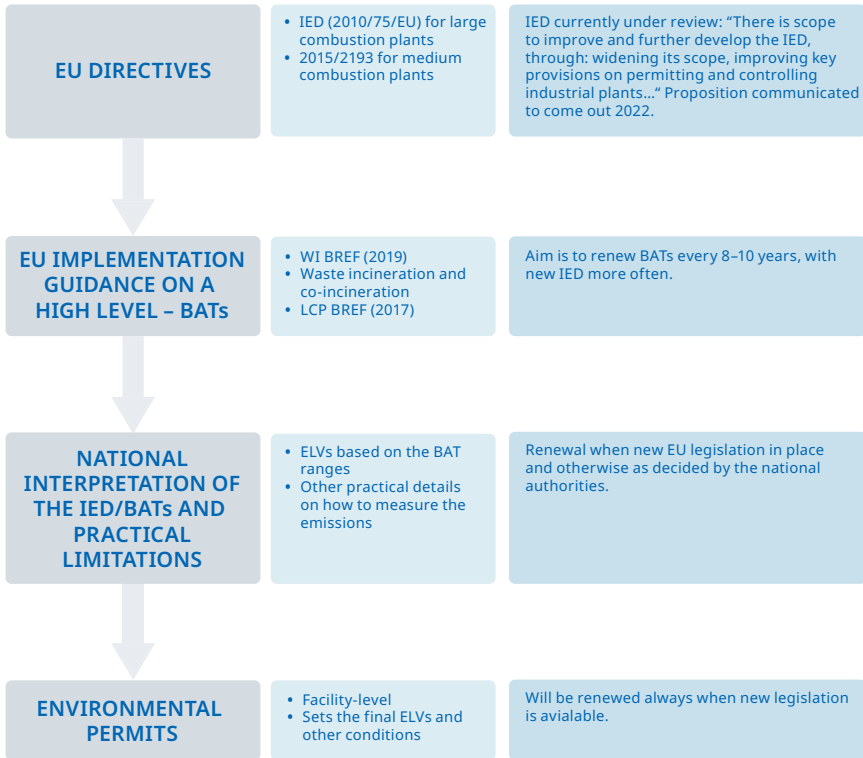 EU DIRECTIVES
• IED (2010/75/EU) for large
combustion plants
• 2015/2193 for medium
combustion plants
IED currently under review: “There is scope
to improve and further develop the IED,
through: widening its scope, improving key
provisions on permitting and controlling
industrial plants...“ Proposition communicated
to come out 2022.
EU IMPLEMENTATION
GUIDANCE ON A
HIGH LEVEL – BATs
• WI BREF (2019)
• Waste incineration and
co-incineration
• LCP BREF (2017)
Aim is to renew BATs every 8–10 years, with
new IED more often.
NATIONAL
INTERPRETATION OF
THE IED/BATs AND
PRACTICAL
LIMITATIONS
• ELVs based on the BAT
ranges
• Other practical details
on how to measure the
emissions
Renewal when new EU legislation in place
and otherwise as decided by the national
authorities.
ENVIRONMENTAL
PERMITS
• Facility-level
• Sets the final ELVs and
other conditions
Will be renewed always when new legislation
is avialable.